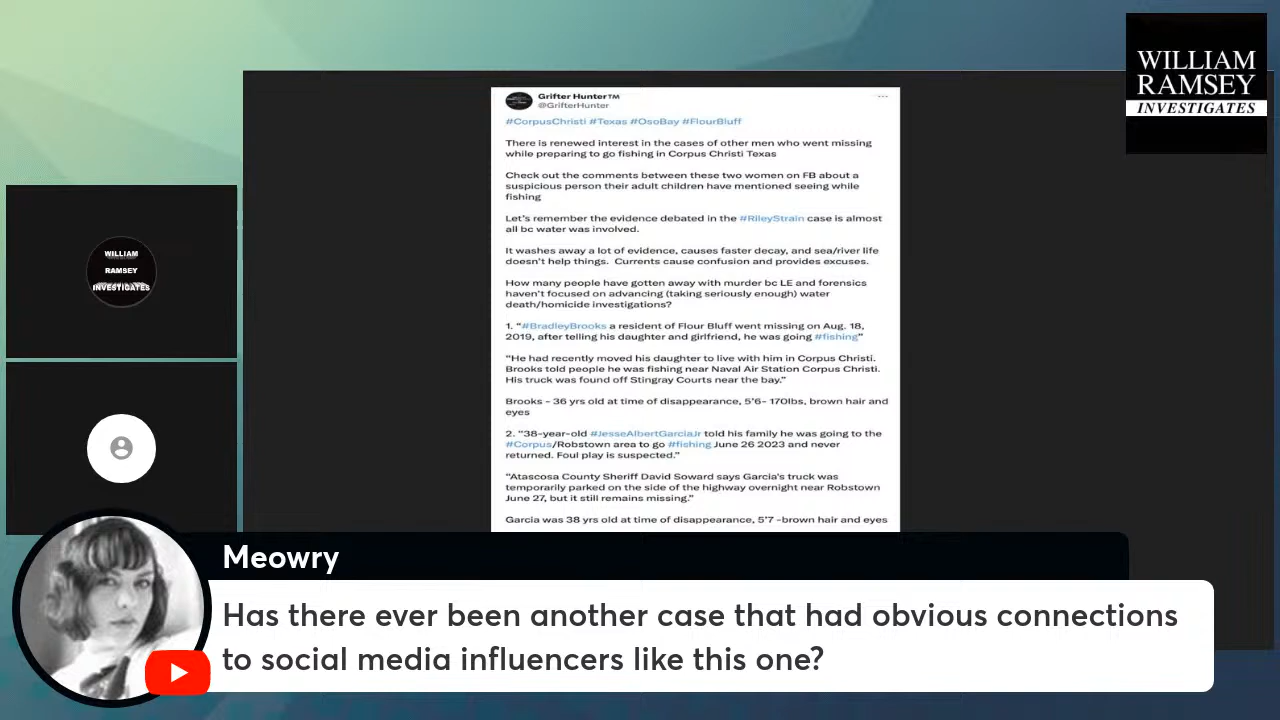 WILLIAM
RAMSEY
INVESTIGATES
Grifter Hunter™
@GrifterHunter
#CorpusChristi #Texas #OsoBay #FlourBluff
There is renewed interest in the cases of other men who went missing
while preparing to go fishing in Corpus Christi Texas
Check out the comments between these two women on FB about a
suspicious person their adult children have mentioned seeing while
fishing
Let's remember the evidence debated in the #RileyStrain case is almost
all bc water was involved.
It washes away a lot of evidence, causes faster decay, and sea/river life
doesn't help things. Currents cause confusion and provides excuses.
How many people have gotten away with murder bc LE and forensics
haven't focused on advancing (taking seriously enough) water
death/homicide investigations?
1. "#BradleyBrooks a resident of Flour Bluff went missing on Aug. 18,
2019, after telling his daughter and girlfriend, he was going #fishing"
"He had recently moved his daughter to live with him in Corpus Christi.
Brooks told people he was fishing near Naval Air Station Corpus Christi.
His truck was found off Stingray Courts near the bay."
Brooks - 36 yrs old at time of disappearance, 5'6- 170lbs, brown hair and
eyes
2. "38-year-old #JesseAlbertGarciaJr told his family he was going to the
#Corpus/Robstown area to go #fishing June 26 2023 and never
returned. Foul play is suspected."
"Atascosa County Sheriff David Soward says Garcia's truck was
temporarily parked on the side of the highway overnight near Robstown
June 27, but it still remains missing."
Garcia was 38 yrs old at time of disappearance, 5'7 -brown hair and eyes
WILLIAM
RAMSEY
INVESTIGATES
Meowry
Has there ever been another case that had obvious connections
to social media influencers like this one?